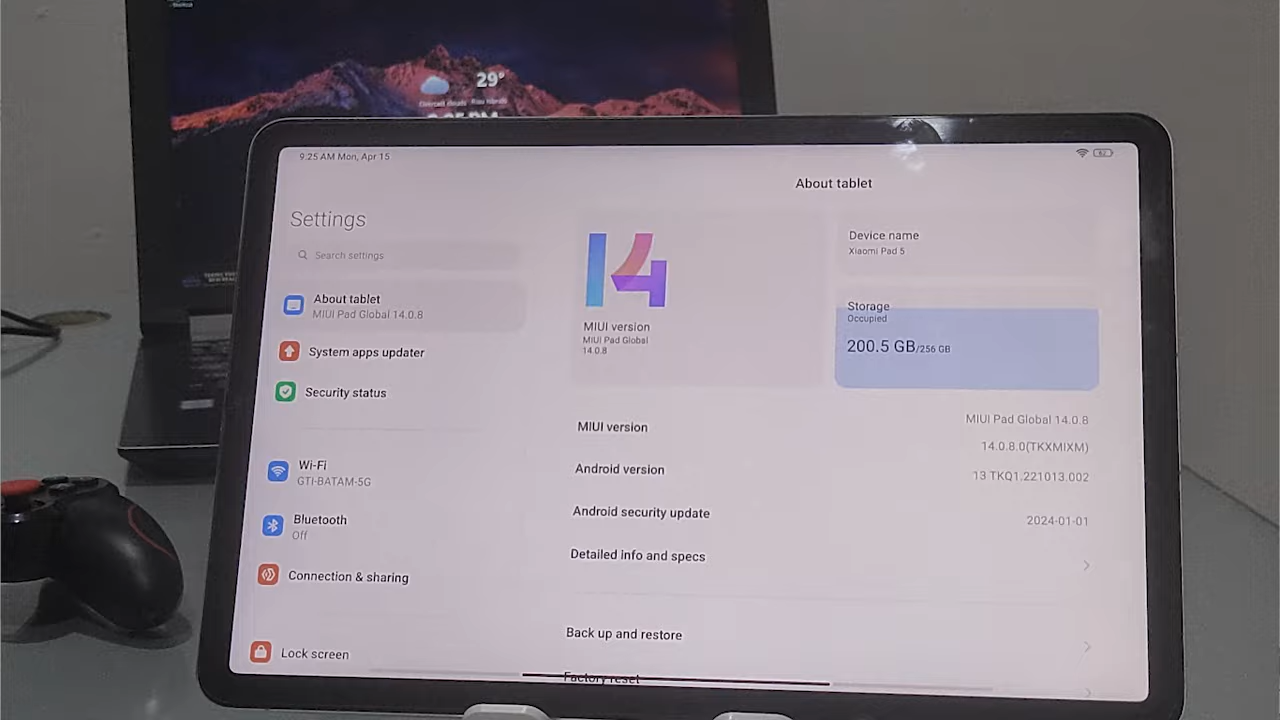 29°
9:25 AM Mon, Apr 15
62
About tablet
Settings
Search settings
About tablet
MIUI Pad Global 14.0.8
System apps updater
Security status
Wi-Fi
GTI-BATAM-5G
Bluetooth
Off
Connection & sharing
Lock screen
14
MIUI version
MIUI Pad Global
14.0.8
Device name
Xiaomi Pad 5
Storage
Occupied
200.5 GB/256 GB
MIUI version
MIUI Pad Global 14.0.8
14.0.8.0(TKXMIXM)
Android version
13 TKQ1.221013.002
Android security update
2024-01-01
Detailed info and specs
Back up and restore
Factory reset